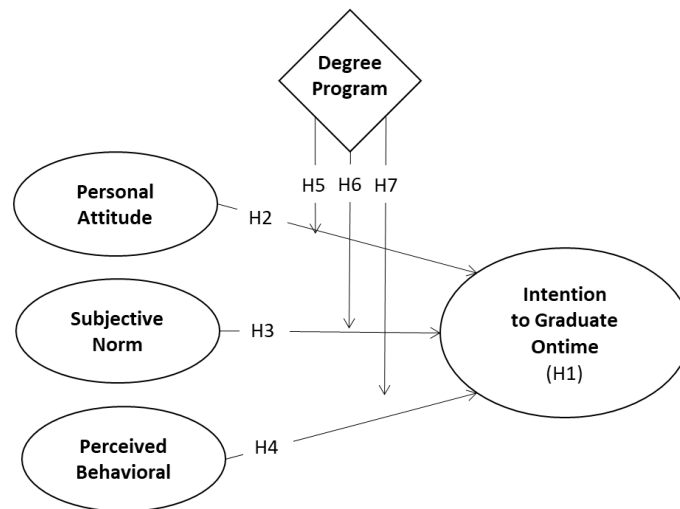 Degree
Program
H5 H6 H7
Personal
Attitude
H2
Subjective
Norm
H3
Intention
to Graduate
Ontime
(H1)
Perceived
Behavioral
H4